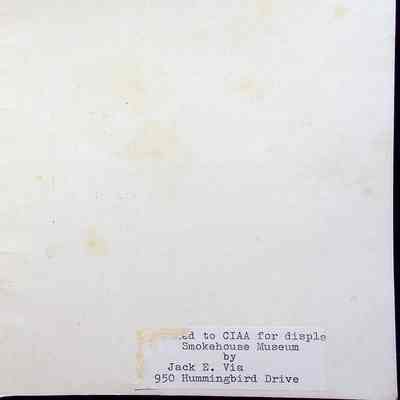 to CIAA for disple
Smokehouse Museum
by
Jack E. Via
950 Hummingbird Drive